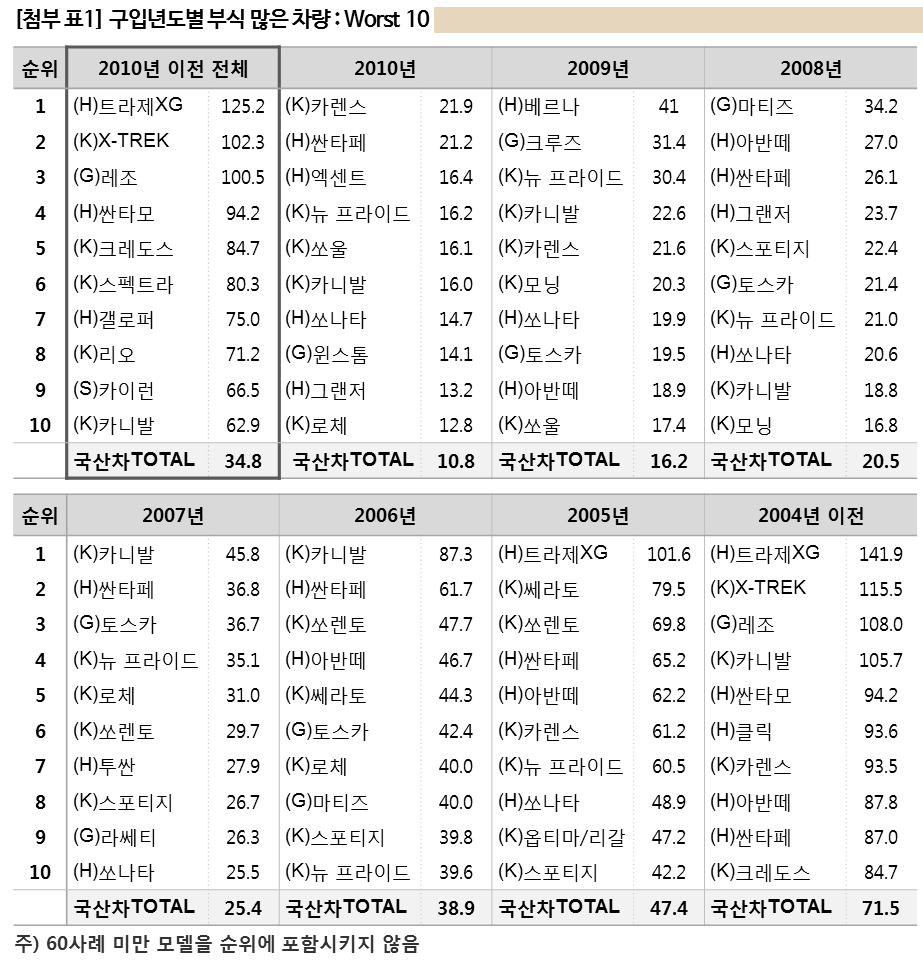 [첨부 표1] 구입년도별 부식 많은 차량 : Worst 10
순위 2010년 이전 전체 2010년 2009년 2008년
1 (H)트라제XG 125.2 (K)카렌스 21.9 (H)베르나 41 (G)마티즈 34.2
2 (K)X-TREK 102.3 (H)싼타페 21.2 (G)크루즈 31.4 (H)아반떼 27.0
3 (G)레조 100.5 (H)엑센트 16.4 (K)뉴 프라이드 30.4 (H)싼타페 26.1
4 (H)싼타모 94.2 (K)뉴 프라이드 16.2 (K)카니발 22.6 (H)그랜저 23.7
5 (K)크레도스 84.7 (K)쏘울 16.1 (K)카렌스 21.6 (K)스포티지 22.4
6 (K)스펙트라 80.3 (K)카니발 16.0 (K)모닝 20.3 (G)토스카 21.4
7 (H)갤로퍼 75.0 (H)쏘나타 14.7 (H)쏘나타 19.9 (K)뉴 프라이드 21.0
8 (K)리오 71.2 (G)윈스톰 14.1 (G)토스카 19.5 (H)쏘나타 20.6
9 (S)카이런 66.5 (H)그랜저 13.2 (H)아반떼 18.9 (K)카니발 18.8
10 (K)카니발 62.9 (K)로체 12.8 (K)쏘울 17.4 (K)모닝 16.8
국산차TOTAL 34.8 국산차TOTAL 10.8 국산차TOTAL 16.2 국산차TOTAL 20.5
순위 2007년 2006년 2005년 2004년 이전
1 (K)카니발 45.8 (K)카니발 87.3 (H)트라제XG 101.6 (H)트라제XG 141.9
2 (H)싼타페 36.8 (H)싼타페 61.7 (K)쎄라토 79.5 (K)X-TREK 115.5
3 (G)토스카 36.7 (K)쏘렌토 47.7 (K)쏘렌토 69.8 (G)레조 108.0
4 (K)뉴 프라이드 35.1 (H)아반떼 46.7 (H)싼타페 65.2 (K)카니발 105.7
5 (K)로체 31.0 (K)쎄라토 44.3 (H)아반떼 62.2 (H)싼타모 94.2
6 (K)쏘렌토 29.7 (G)토스카 42.4 (K)카렌스 61.2 (H)클릭 93.6
7 (H)투싼 27.9 (K)로체 40.0 (K)뉴 프라이드 60.5 (K)카렌스 93.5
8 (K)스포티지 26.7 (G)마티즈 40.0 (H)쏘나타 48.9 (H)아반떼 87.8
9 (G)라쎄티 26.3 (K)스포티지 39.8 (K)옵티마/리갈 47.2 (H)싼타페 87.0
10 (H)쏘나타 25.5 (K)뉴 프라이드 39.6 (K)스포티지 42.2 (K)크레도스 84.7
국산차TOTAL 25.4 국산차TOTAL 38.9 국산차TOTAL 47.4 국산차TOTAL 71.5
주) 60사례 미만 모델을 순위에 포함시키지 않음